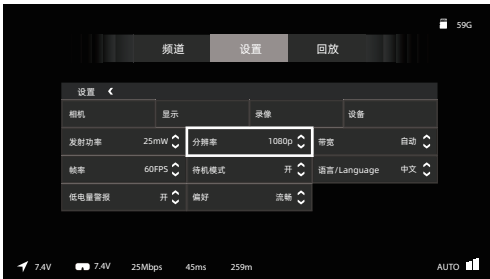 59G
频道 设置 回放
设置
相机 显示 录像 设备
发射功率 25mW 分辨率 1080p 带宽 自动
帧率 60FPS 待机模式 开 语言/Language 中文
低电量警报 开 偏好 流畅
7.4V 7.4V 25Mbps 45ms 259m AUTO